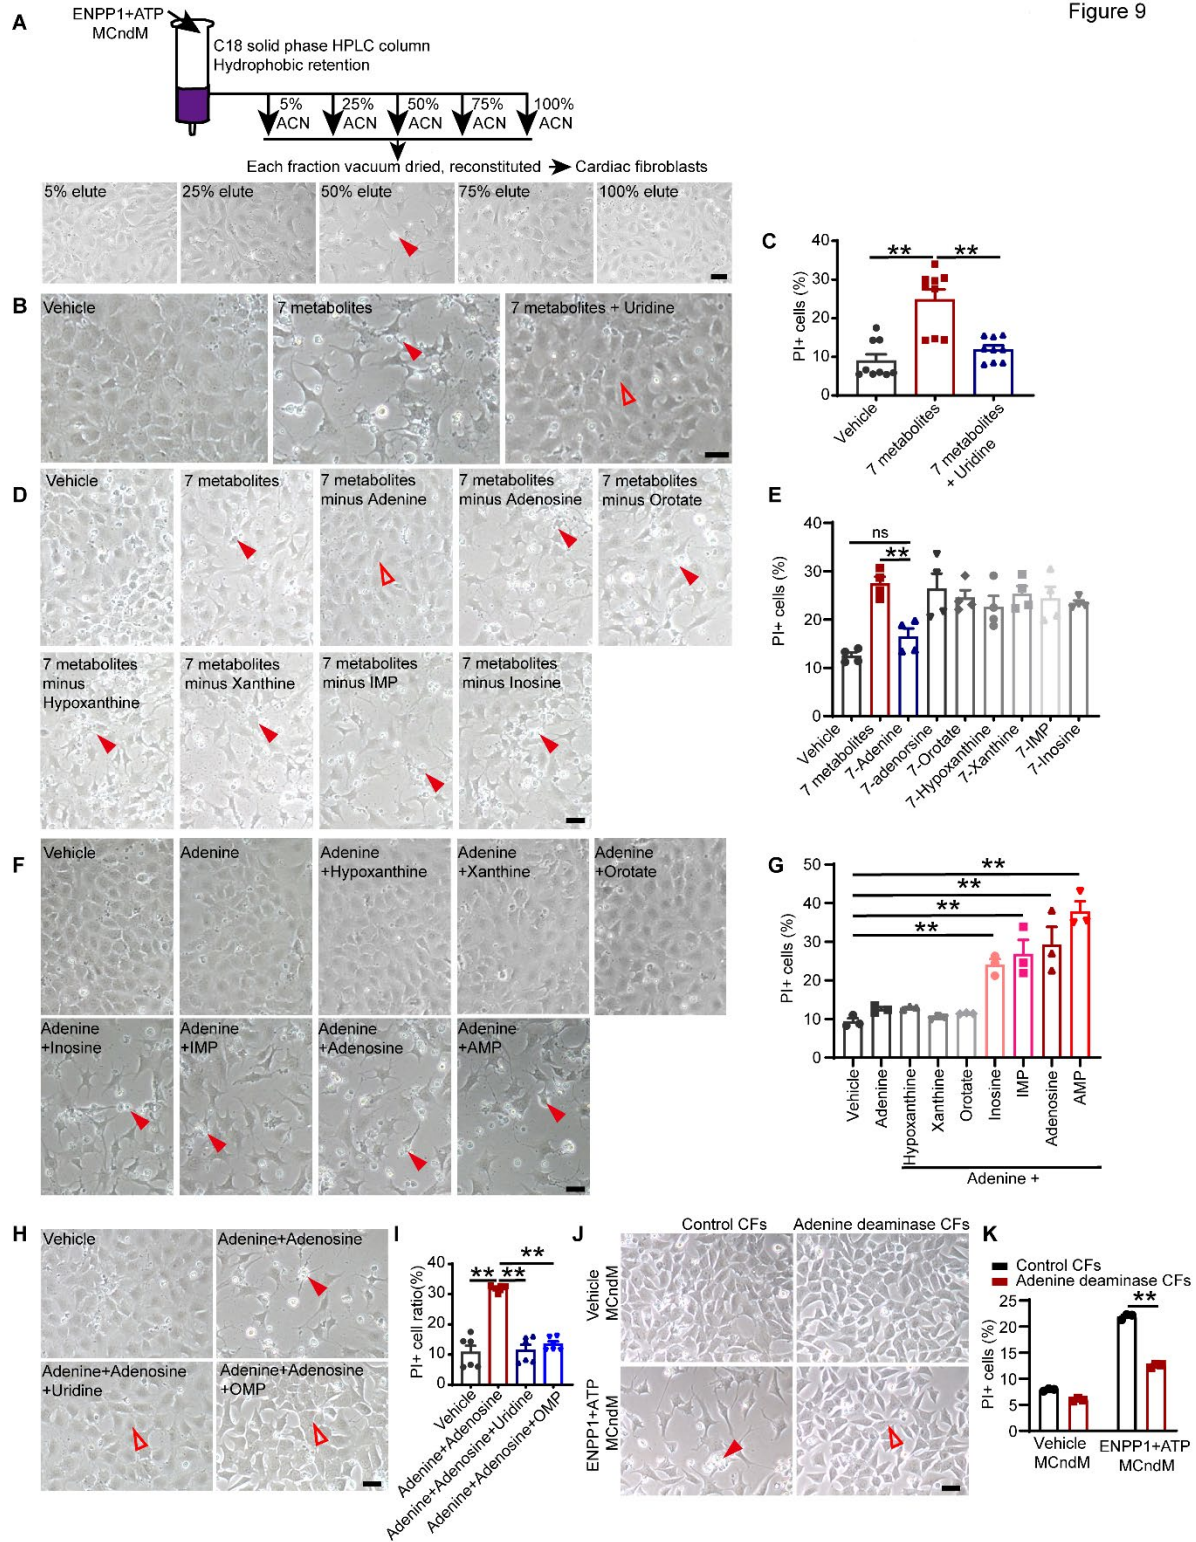 Figure 9
A
ENPP1+ATP
MCndM
C18 solid phase HPLC column
Hydrophobic retention
5%
ACN
25%
ACN
50%
ACN
75%
ACN
100%
ACN
Each fraction vacuum dried, reconstituted
Cardiac fibroblasts
5% elute
25% elute
50% elute
75% elute
100% elute
B
Vehicle
7 metabolites
7 metabolites + Uridine
C
PI+ cells (%)
40
30
20
10
0
**
**
Vehicle
7 metabolites
7 metabolites
+ Uridine
D
Vehicle
7 metabolites
7 metabolites
minus Adenine
7 metabolites
minus Adenosine
7 metabolites
minus Orotate
7 metabolites
minus
Hypoxanthine
7 metabolites
minus Xanthine
7 metabolites
minus IMP
7 metabolites
minus Inosine
E
PI+ cells (%)
40
30
20
10
0
ns
**
Vehicle
7 metabolites
7-Adenine
7-adenorsine
7-Orotate
7-Hypoxanthine
7-Xanthine
7-IMP
7-Inosine
F
Vehicle
Adenine
Adenine
+Hypoxanthine
Adenine
+Xanthine
Adenine
+Orotate
Adenine
+Inosine
Adenine
+IMP
Adenine
+Adenosine
Adenine
+AMP
G
PI+ cells (%)
50
40
30
20
10
0
**
**
**
**
Vehicle
Adenine
Hypoxanthine
Xanthine
Orotate
Inosine
IMP
Adenosine
AMP
Adenine +
H
Vehicle
Adenine+Adenosine
Adenine+Adenosine
+Uridine
Adenine+Adenosine
+OMP
I
PI+ cell ratio(%)
40
30
20
10
0
**
**
**
Vehicle
Adenine+Adenosine
Adenine+Adenosine+Uridine
Adenine+Adenosine+OMP
J
Control CFs
Adenine deaminase CFs
Vehicle
MCndM
ENPP1+ATP
MCndM
K
Control CFs
Adenine deaminase CFs
PI+ cells (%)
25
20
15
10
5
0
**
Vehicle
MCndM
ENPP1+ATP
MCndM